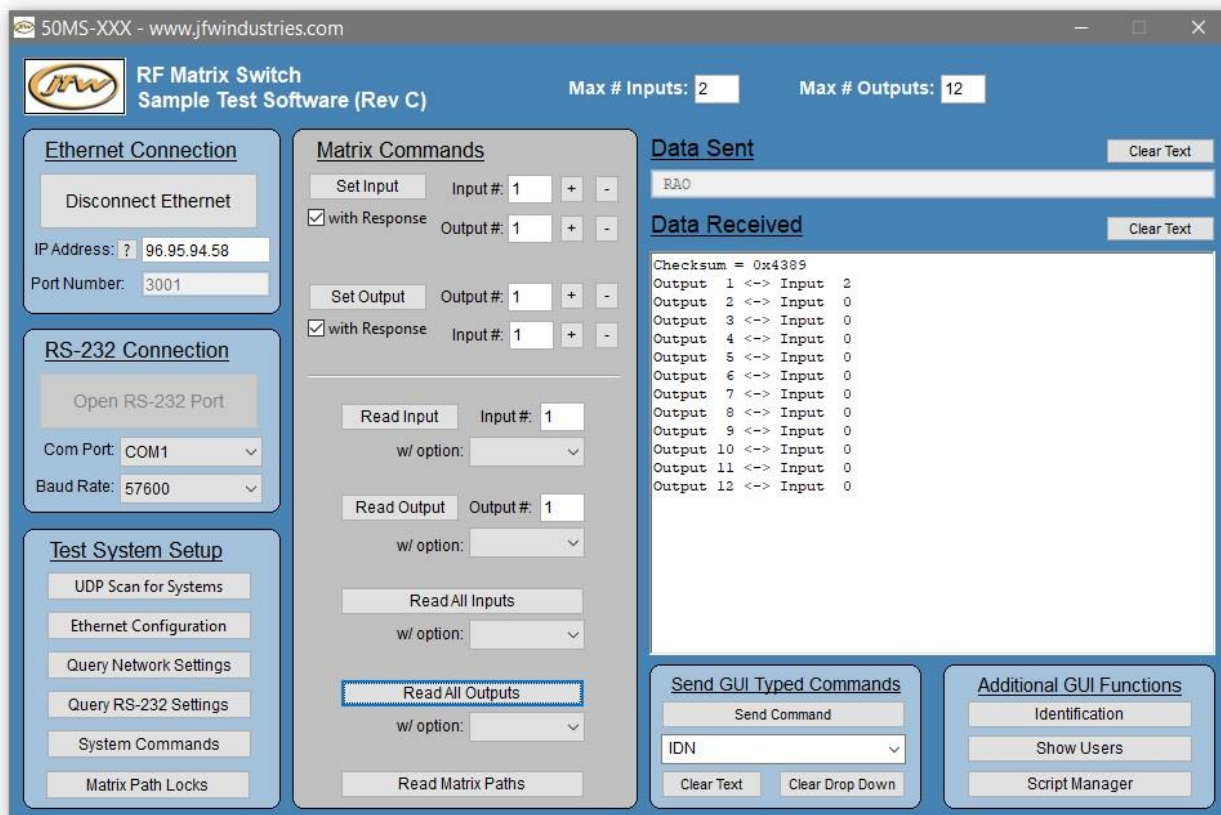 50MS-XXX - www.jfwindustries.com
JFW
RF Matrix Switch
Sample Test Software (Rev C)
Max # Inputs: 2
Max # Outputs: 12
Ethernet Connection
Disconnect Ethernet
IP Address: ? 96.95.94.58
Port Number: 3001
RS-232 Connection
Open RS-232 Port
Com Port: COM1
Baud Rate: 57600
Test System Setup
UDP Scan for Systems
Ethernet Configuration
Query Network Settings
Query RS-232 Settings
System Commands
Matrix Path Locks
Matrix Commands
Set Input Input #: 1 + -
with Response Output #: 1 + -
Set Output Output #: 1 + -
with Response Input #: 1 + -
Read Input Input #: 1
w/ option:
Read Output Output #: 1
w/ option:
Read All Inputs
w/ option:
Read All Outputs
w/ option:
Read Matrix Paths
Data Sent Clear Text
RAO
Data Received Clear Text
Checksum = 0x4389
Output 1 <-> Input 2
Output 2 <-> Input 0
Output 3 <-> Input 0
Output 4 <-> Input 0
Output 5 <-> Input 0
Output 6 <-> Input 0
Output 7 <-> Input 0
Output 8 <-> Input 0
Output 9 <-> Input 0
Output 10 <-> Input 0
Output 11 <-> Input 0
Output 12 <-> Input 0
Send GUI Typed Commands
Send Command
IDN
Clear Text Clear Drop Down
Additional GUI Functions
Identification
Show Users
Script Manager